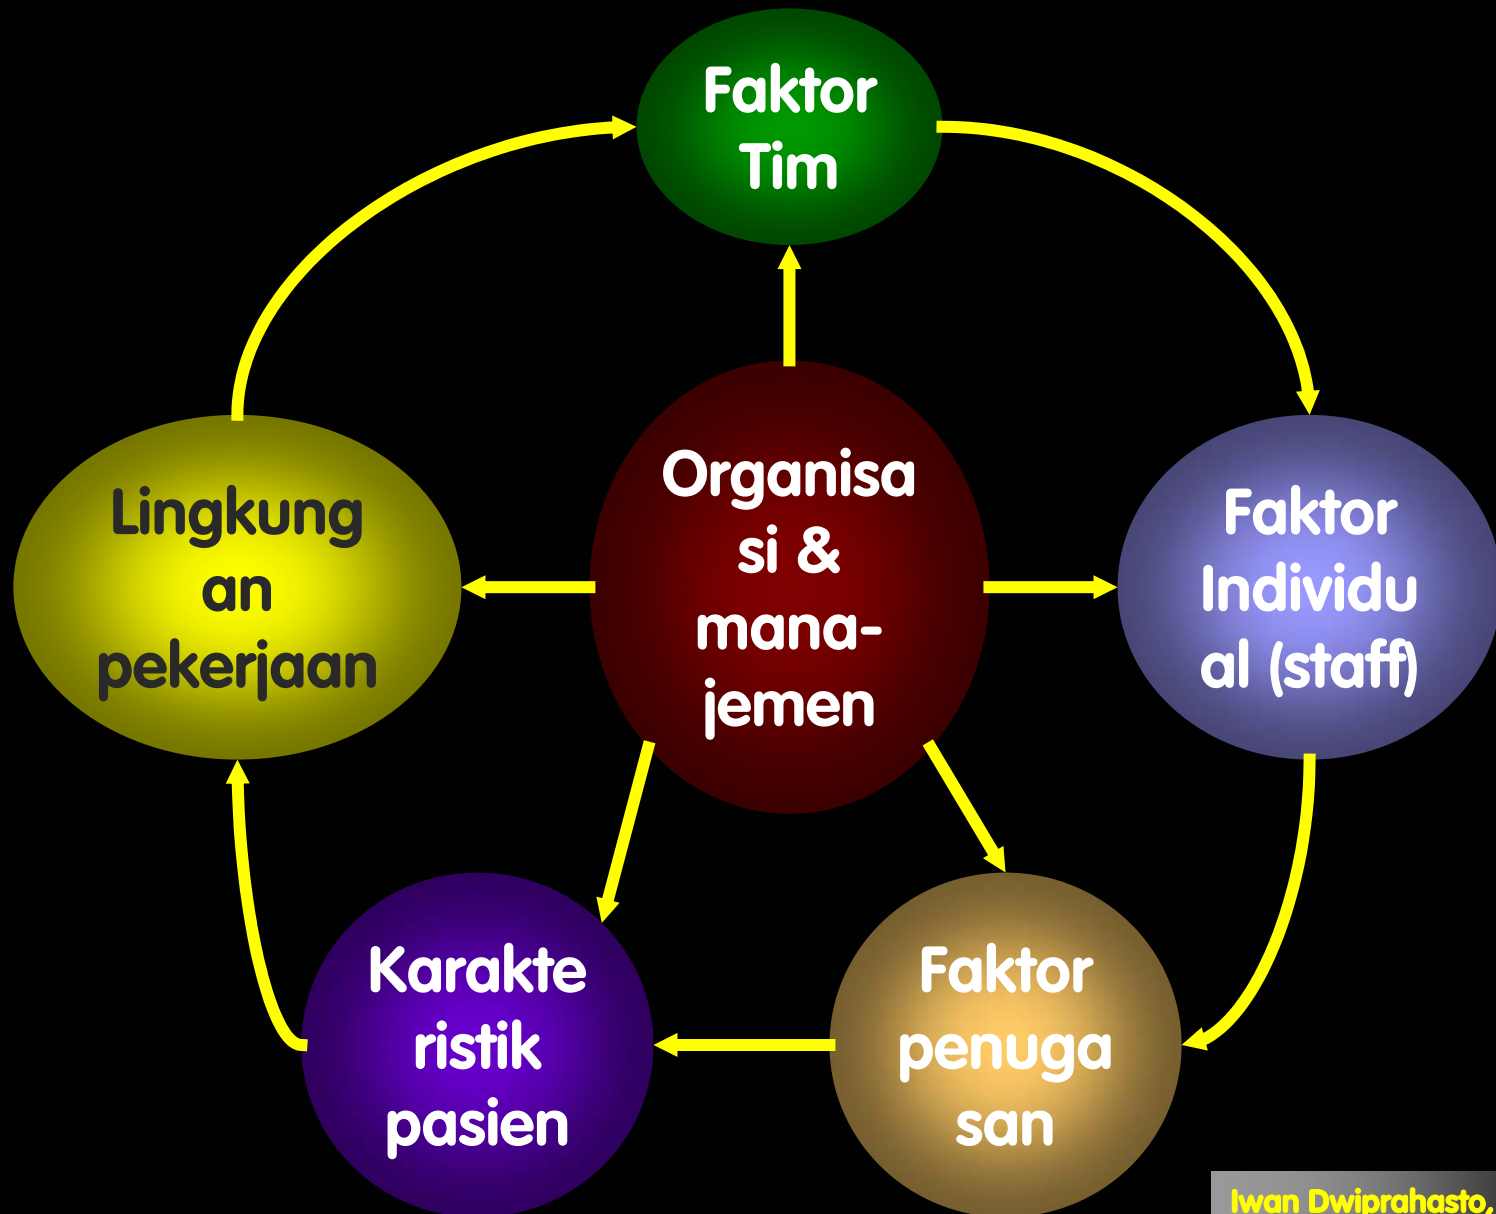 Faktor
Tim
Organisa
si &
mana-
jemen
Lingkung
an
pekerjaan
Faktor
Individu
al (staff)
Karakte
ristik
pasien
Faktor
penuga
san
Iwan Dwiprahasto,